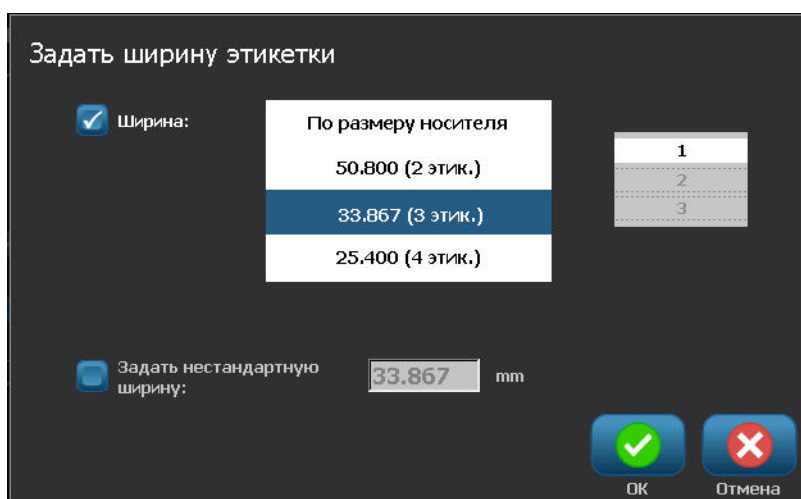 Задать ширину этикетки
Ширина:
По размеру носителя
50.800 (2 этик.)
33.867 (3 этик.)
25.400 (4 этик.)
1
2
3
Задать нестандартную
ширину:
33.867 mm
ОК
Отмена